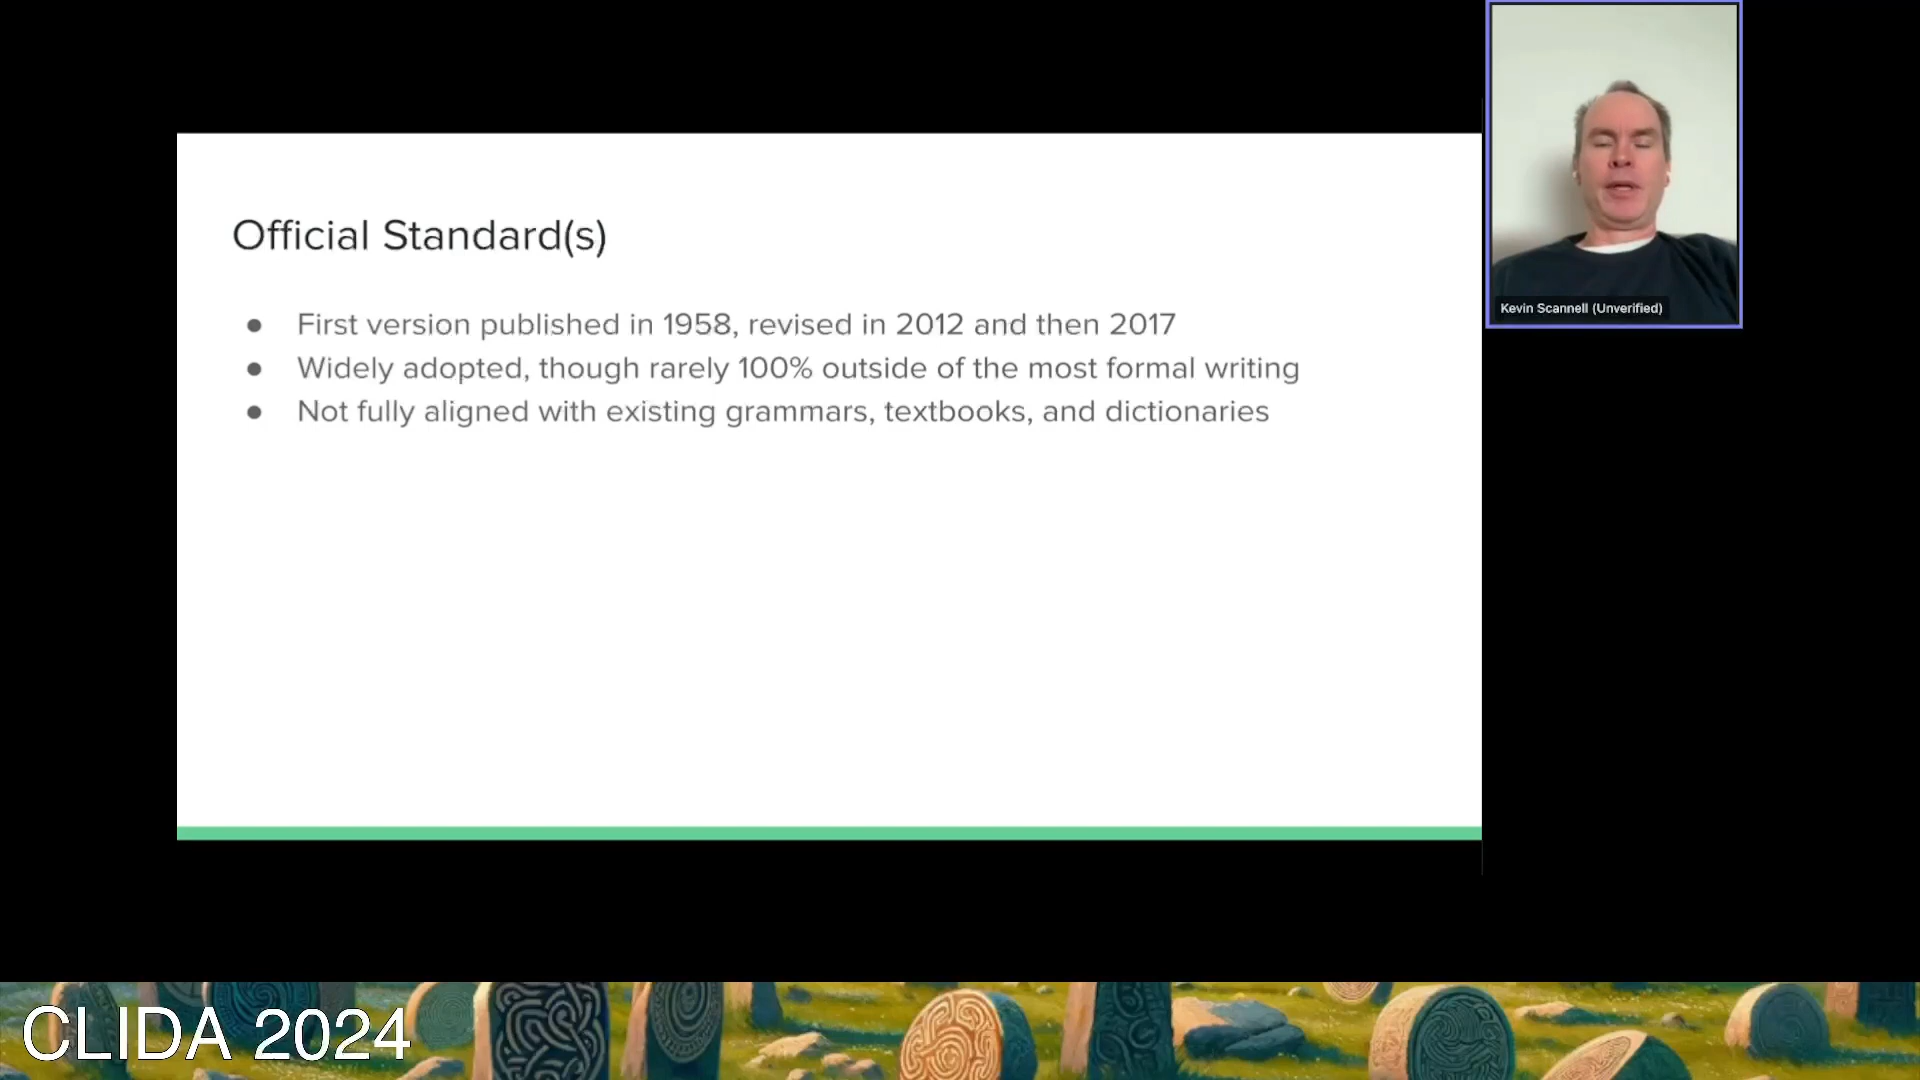 Official Standard(s)
● First version published in 1958, revised in 2012 and then 2017
● Widely adopted, though rarely 100% outside of the most formal writing
● Not fully aligned with existing grammars, textbooks, and dictionaries
Kevin Scannell (Unverified)
CLIDA 2024